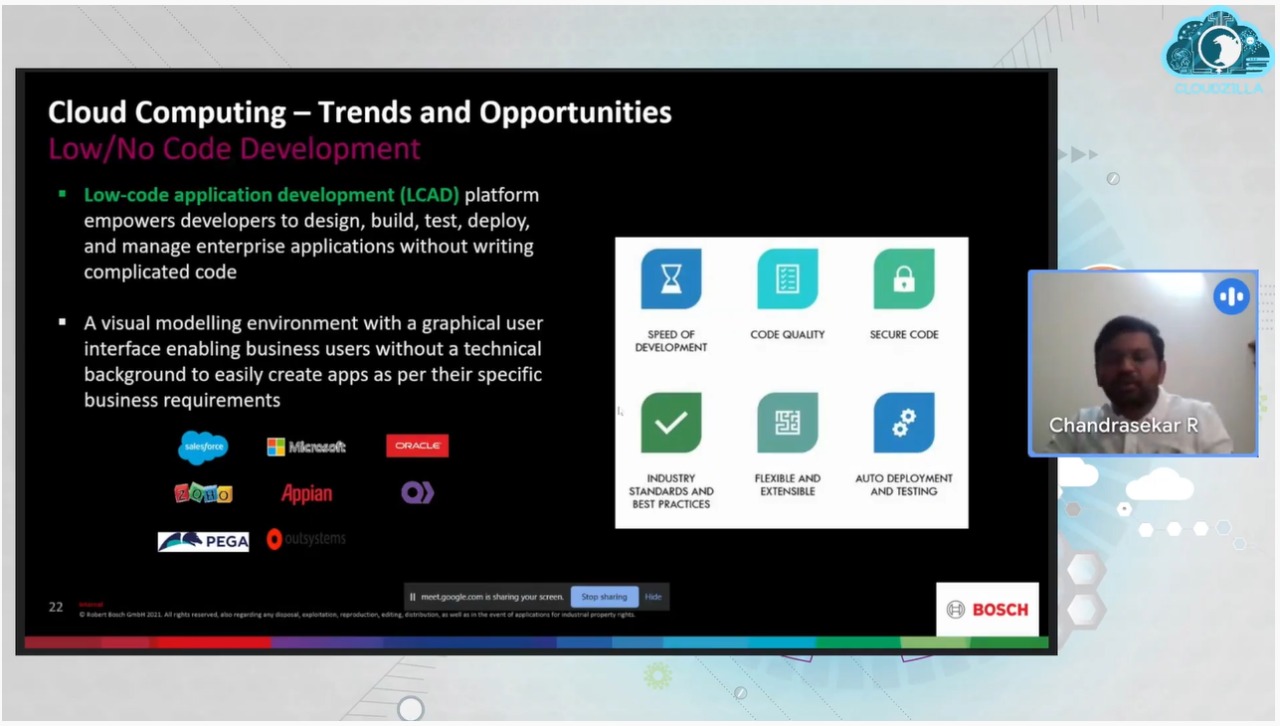 CLOUDZILLA
Cloud Computing – Trends and Opportunities
Low/No Code Development
▪ Low-code application development (LCAD) platform
empowers developers to design, build, test, deploy,
and manage enterprise applications without writing
complicated code
▪ A visual modelling environment with a graphical user
interface enabling business users without a technical
background to easily create apps as per their specific
business requirements
salesforce
Microsoft
ORACLE
ZOHO
Appian
PEGA
outsystems
SPEED OF
DEVELOPMENT
CODE QUALITY
SECURE CODE
INDUSTRY
STANDARDS AND
BEST PRACTICES
FLEXIBLE AND
EXTENSIBLE
AUTO DEPLOYMENT
AND TESTING
Chandrasekar R
meet.google.com is sharing your screen.
Stop sharing
Hide
22
Internal
© Robert Bosch GmbH 2021. All rights reserved, also regarding any disposal, exploitation, reproduction, editing, distribution, as well as in the event of applications for industrial property rights.
BOSCH